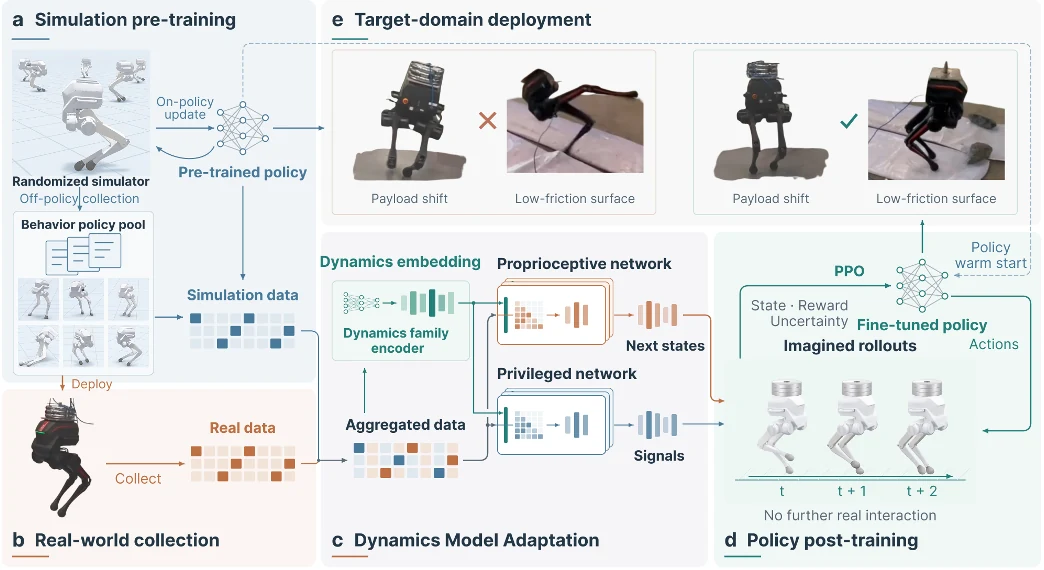 a Simulation pre-training
On-policy
update
Pre-trained policy
Randomized simulator
Off-policy collection
Behavior policy pool
Simulation data
Deploy
Real data
Collect
b Real-world collection
Dynamics embedding
Dynamics family
encoder
Aggregated data
Proprioceptive network
Next states
Privileged network
Signals
c Dynamics Model Adaptation
e Target-domain deployment
Payload shift
Low-friction surface
Payload shift
Low-friction surface
Policy
warm start
PPO
State · Reward
Uncertainty
Fine-tuned policy
Imagined rollouts
Actions
t
t + 1
t + 2
No further real interaction
d Policy post-training